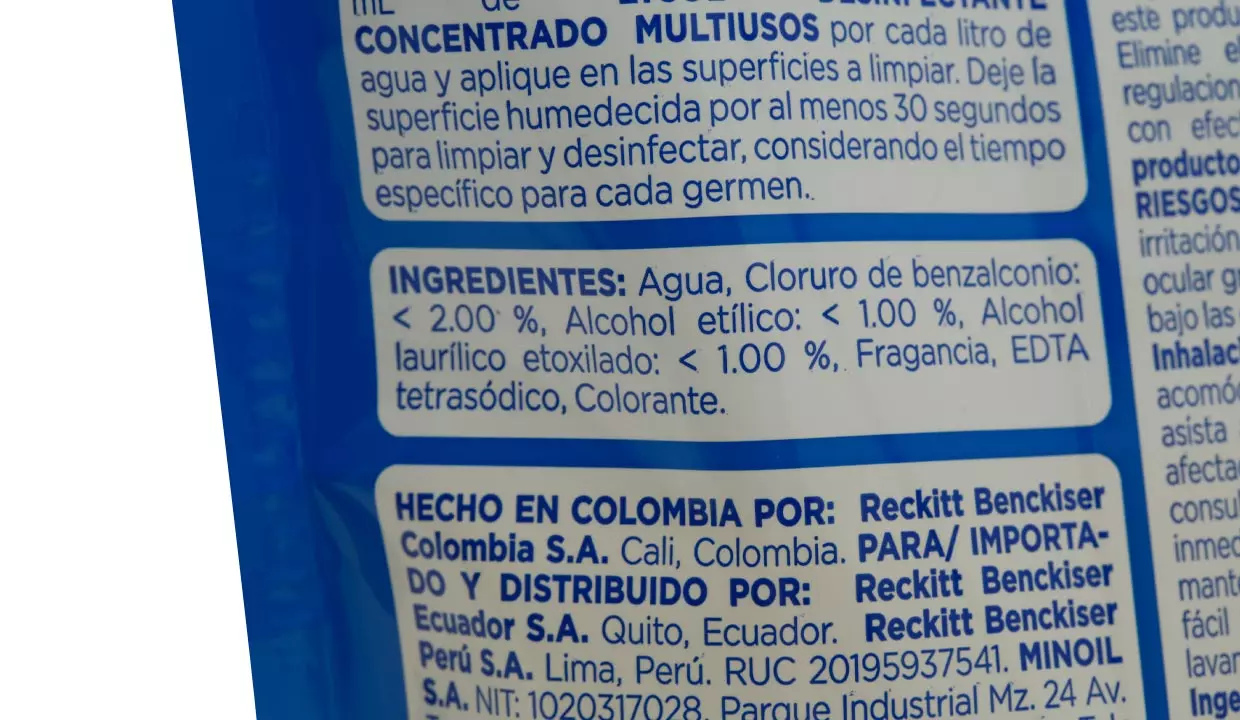 mL de
CONCENTRADO MULTIUSOS por cada litro de
agua y aplique en las superficies a limpiar. Deje la
superficie humedecida por al menos 30 segundos
para limpiar y desinfectar, considerando el tiempo
específico para cada germen.
INGREDIENTES: Agua, Cloruro de benzalconio:
< 2.00 %, Alcohol etílico: < 1.00 %, Alcohol
laurílico etoxilado: < 1.00 %, Fragancia, EDTA
tetrasódico, Colorante.
HECHO EN COLOMBIA POR: Reckitt Benckiser
Colombia S.A. Cali, Colombia. PARA/ IMPORTA-
DO Y DISTRIBUIDO POR: Reckitt Benckiser
Ecuador S.A. Quito, Ecuador. Reckitt Benckiser
Perú S.A. Lima, Perú. RUC 20195937541. MINOIL
S.A. NIT: 1020317028. Parque Industrial Mz. 24 Av.
este produ
Elimine e
regulacion
con efect
producto
RIESGOS
irritación
ocular g
bajo las
Inhalac
acomó
asista
afecta
consul
inmed
mante
fácil
lavar
Inge